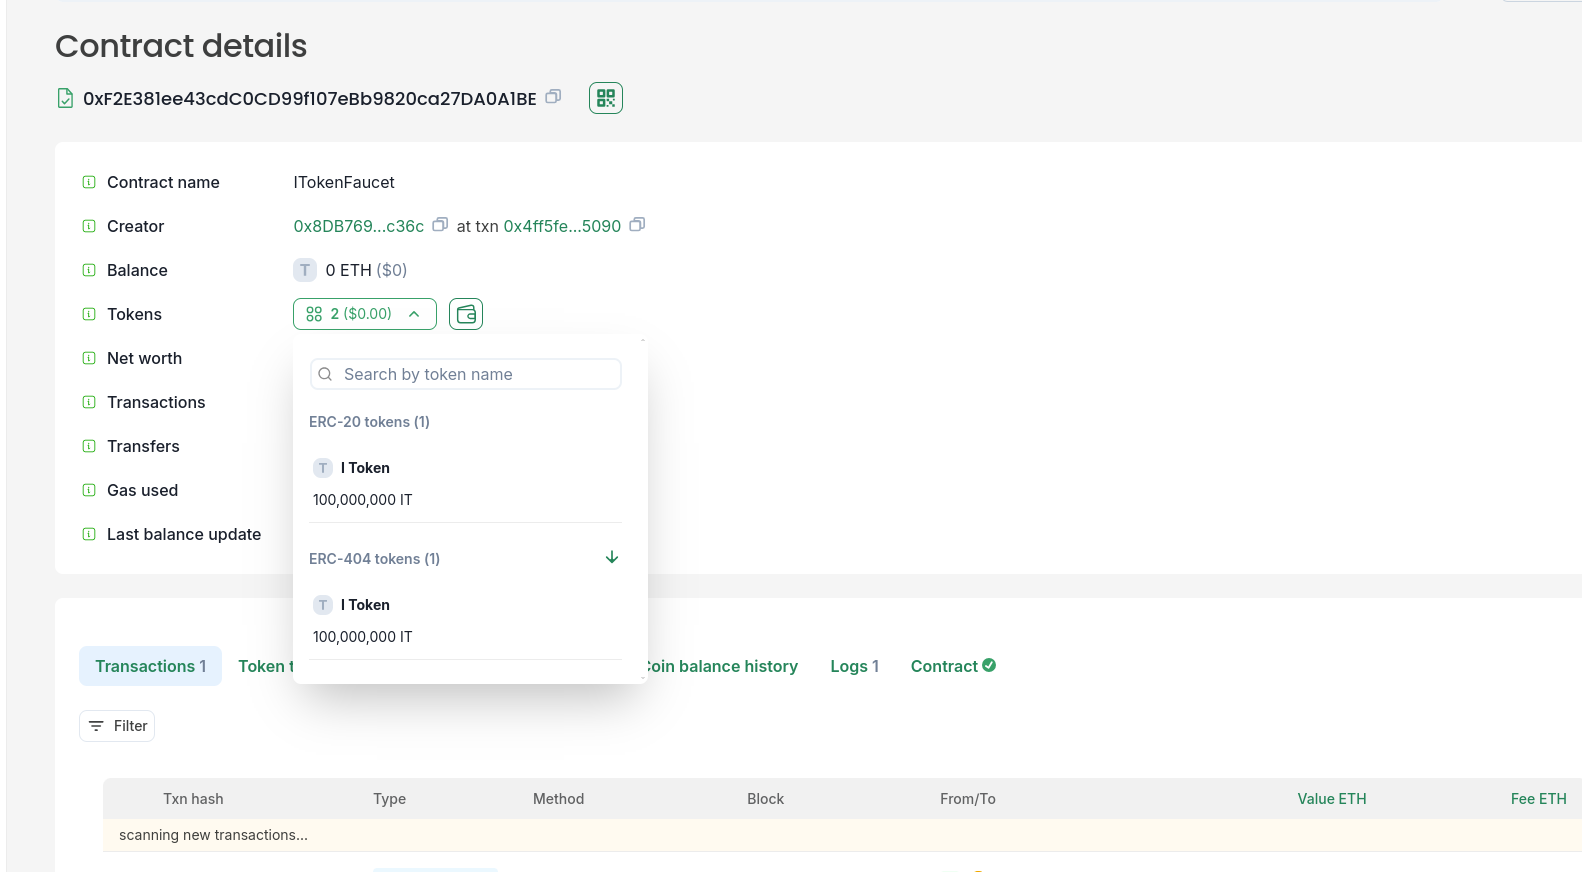 Contract details
0xF2E381ee43cdC0CD99f107eBb9820ca27DA0A1BE
Contract name ITokenFaucet
Creator 0x8DB769...c36c at txn 0x4ff5fe...5090
Balance T 0 ETH ($0)
Tokens 2 ($0.00)
Net worth
Search by token name
Transactions
ERC-20 tokens (1)
Transfers
T I Token
Gas used
100,000,000 IT
Last balance update
ERC-404 tokens (1)
T I Token
100,000,000 IT
Transactions 1 Token t Coin balance history Logs 1 Contract
Filter
Txn hash Type Method Block From/To Value ETH Fee ETH
scanning new transactions...